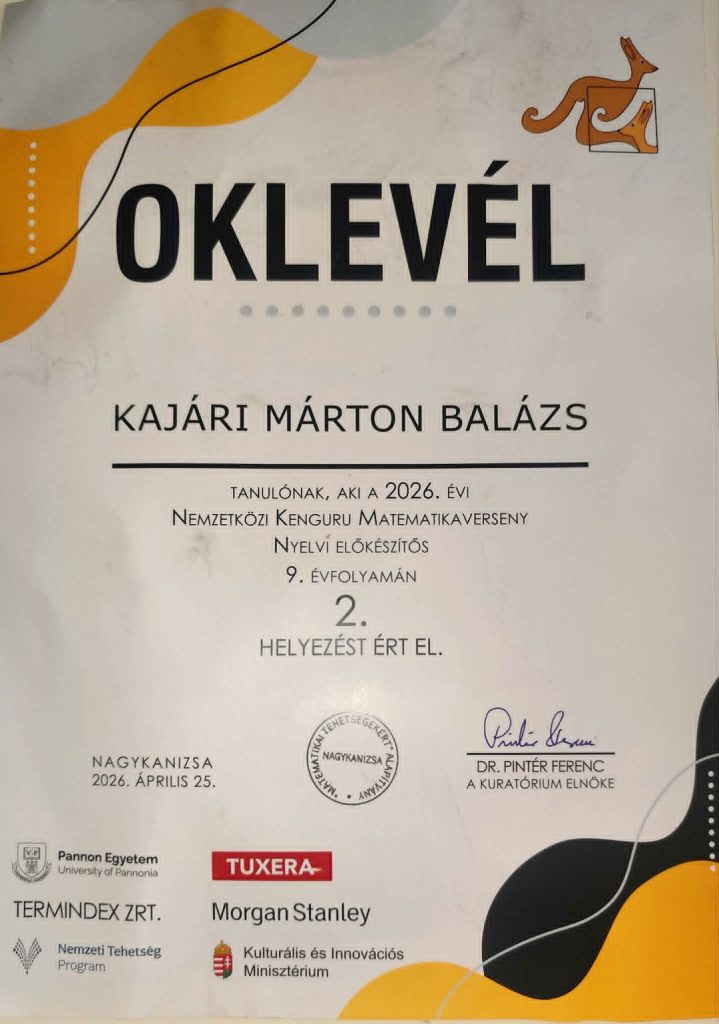 OKLEVÉL
KAJÁRI MÁRTON BALÁZS
TANULÓNAK, AKI A 2026. ÉVI
NEMZETKÖZI KENGURU MATEMATIKAVERSENY
NYELVI ELŐKÉSZÍTŐS
9. ÉVFOLYAMÁN
2.
HELYEZÉST ÉRT EL.
NAGYKANIZSA
2026. ÁPRILIS 25.
"MATEMATIKAI TEHETSÉGEKÉRT" ALAPÍTVÁNY
NAGYKANIZSA
Pintér Ferenc
DR. PINTÉR FERENC
A KURATÓRIUM ELNÖKE
Pannon Egyetem
University of Pannonia
TUXERA
TERMINDEX ZRT.
Morgan Stanley
Nemzeti Tehetség
Program
Kulturális és Innovációs
Minisztérium